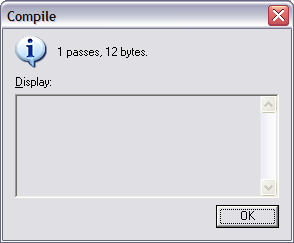 Compile
1 passes, 12 bytes.
Display:
OK